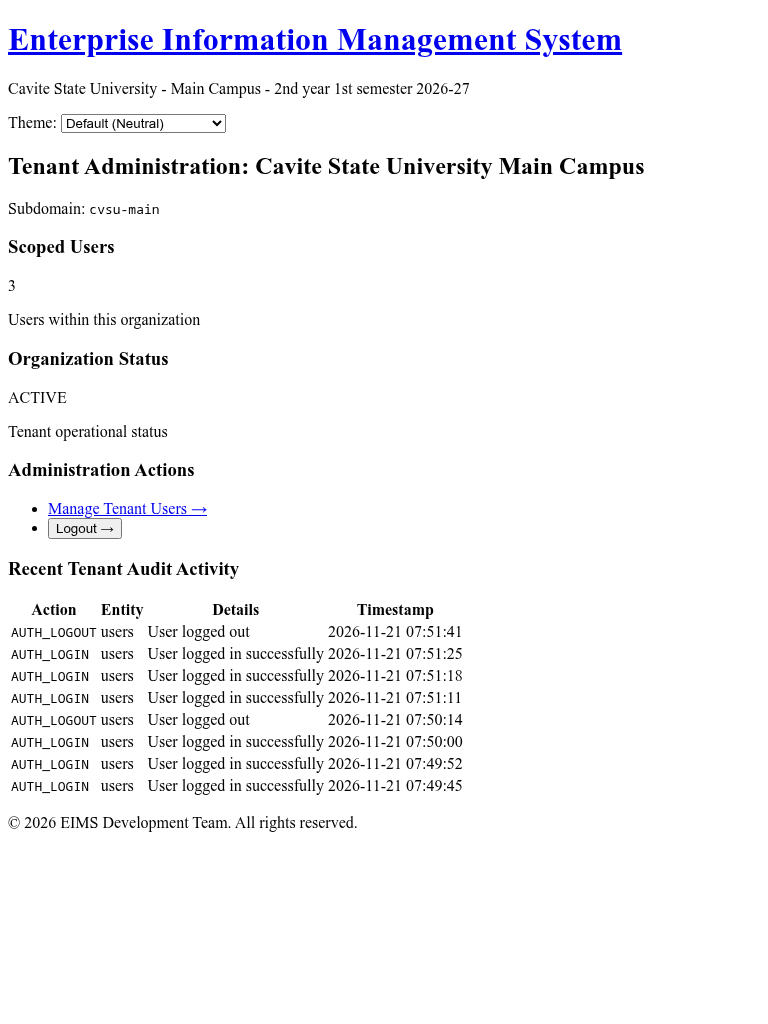 Enterprise Information Management System
Cavite State University - Main Campus - 2nd year 1st semester 2026-27
Theme: Default (Neutral)
Tenant Administration: Cavite State University Main Campus
Subdomain: cvsu-main
Scoped Users
3
Users within this organization
Organization Status
ACTIVE
Tenant operational status
Administration Actions
• Manage Tenant Users →
• Logout →
Recent Tenant Audit Activity
Action Entity Details Timestamp
AUTH_LOGOUT users User logged out 2026-11-21 07:51:41
AUTH_LOGIN users User logged in successfully 2026-11-21 07:51:25
AUTH_LOGIN users User logged in successfully 2026-11-21 07:51:18
AUTH_LOGIN users User logged in successfully 2026-11-21 07:51:11
AUTH_LOGOUT users User logged out 2026-11-21 07:50:14
AUTH_LOGIN users User logged in successfully 2026-11-21 07:50:00
AUTH_LOGIN users User logged in successfully 2026-11-21 07:49:52
AUTH_LOGIN users User logged in successfully 2026-11-21 07:49:45
© 2026 EIMS Development Team. All rights reserved.